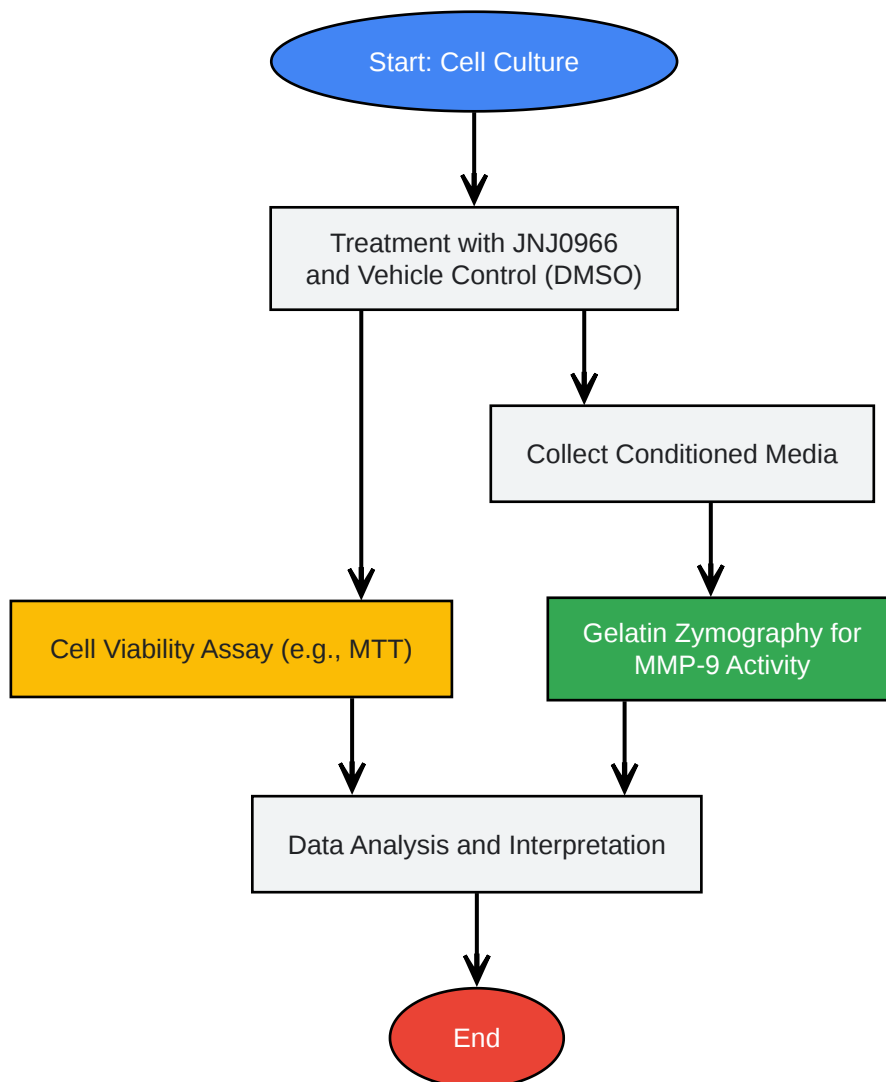 Start: Cell Culture
Treatment with JNJ0966
and Vehicle Control (DMSO)
Collect Conditioned Media
Cell Viability Assay (e.g., MTT)
Gelatin Zymography for
MMP-9 Activity
Data Analysis and Interpretation
End